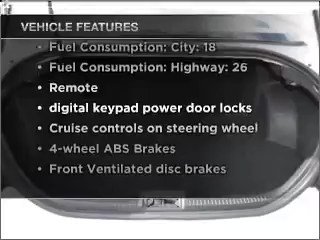 VEHICLE FEATURES
• Fuel Consumption: City: 18
• Fuel Consumption: Highway: 26
• Remote
• digital keypad power door locks
• Cruise controls on steering wheel
• 4-wheel ABS Brakes
• Front Ventilated disc brakes